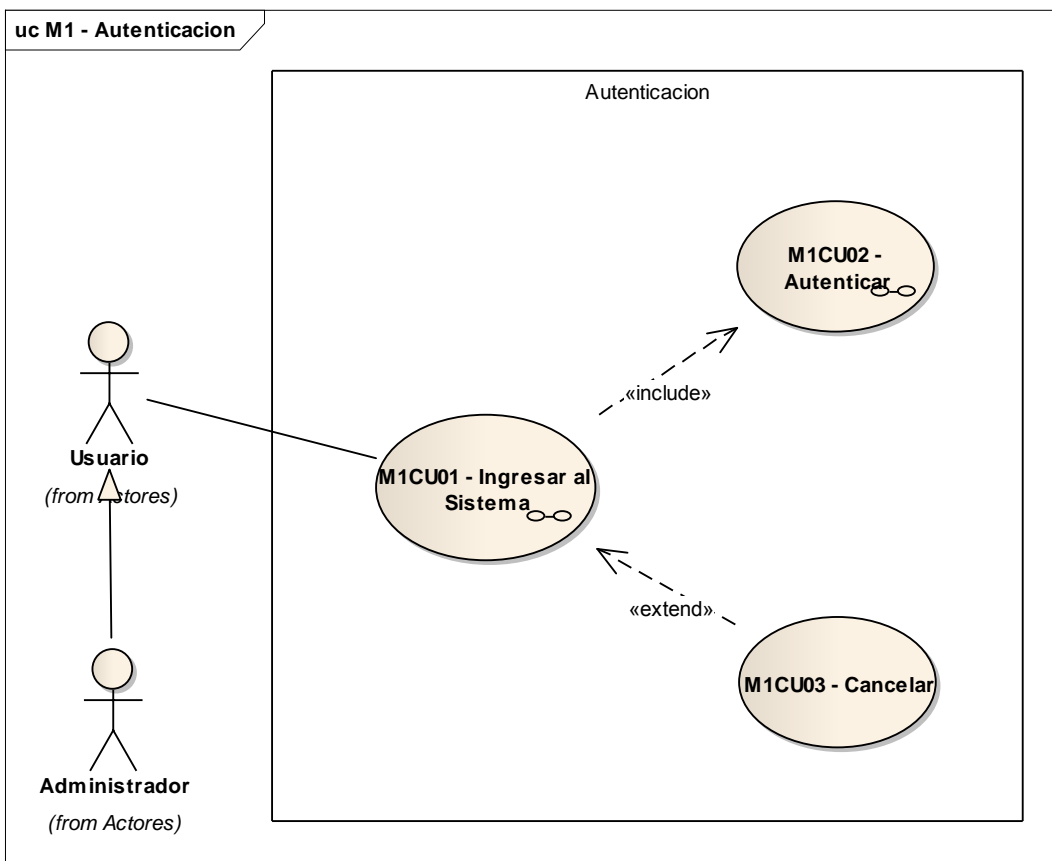 uc M1 - Autenticacion
Autenticacion
M1CU02 -
Autenticar
«include»
Usuario
(from Actores)
M1CU01 - Ingresar al
Sistema
«extend»
M1CU03 - Cancelar
Administrador
(from Actores)